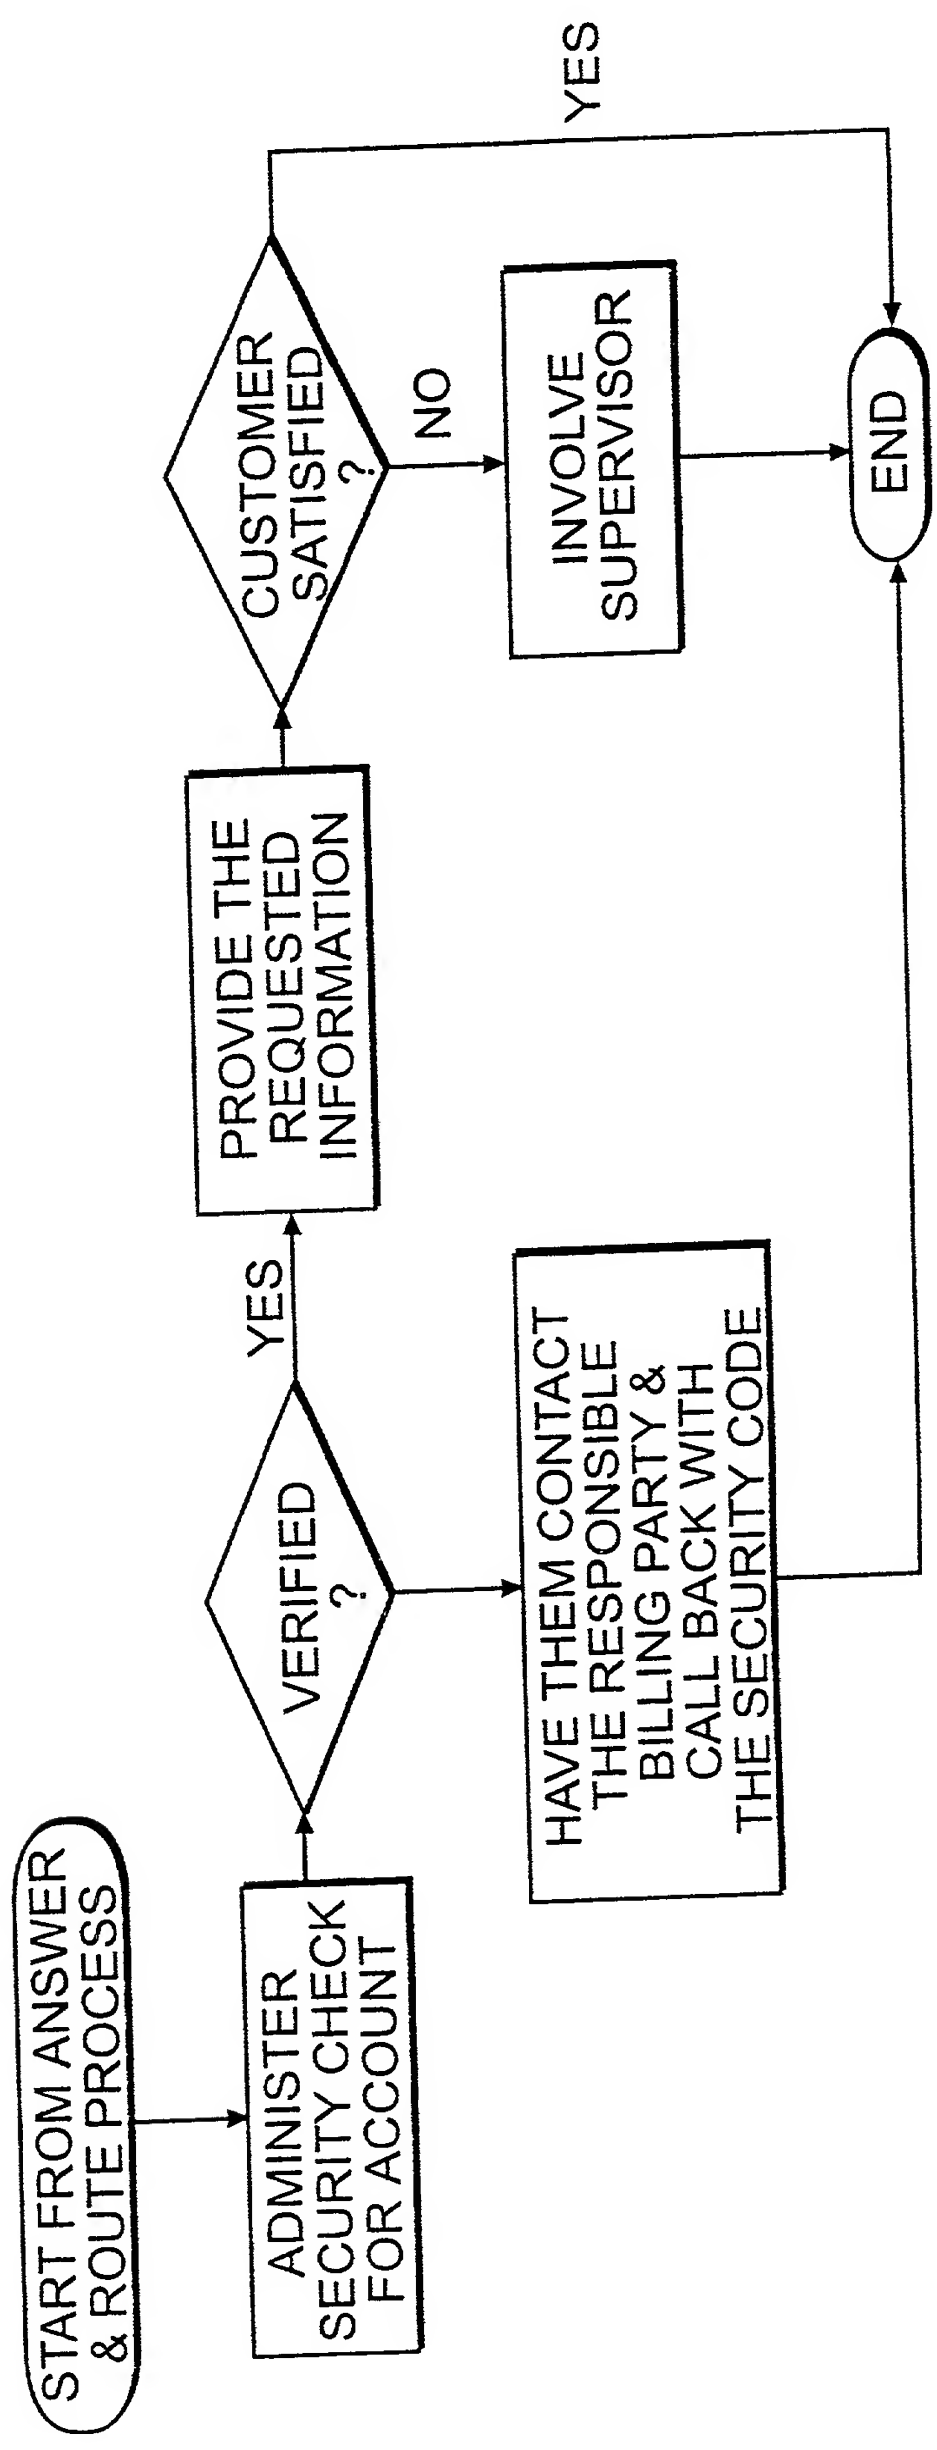 START FROM ANSWER
& ROUTE PROCESS
ADMINISTER
SECURITY CHECK
FOR ACCOUNT
VERIFIED
?
YES
PROVIDE THE
REQUESTED
INFORMATION
CUSTOMER
SATISFIED
?
YES
NO
HAVE THEM CONTACT
THE RESPONSIBLE
BILLING PARTY &
CALL BACK WITH
THE SECURITY CODE
INVOLVE
SUPERVISOR
END